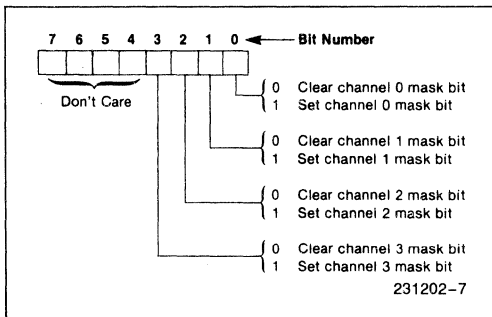 7 6 5 4 3 2 1 0 Bit Number
Don't Care
0 Clear channel 0 mask bit
1 Set channel 0 mask bit
0 Clear channel 1 mask bit
1 Set channel 1 mask bit
0 Clear channel 2 mask bit
1 Set channel 2 mask bit
0 Clear channel 3 mask bit
1 Set channel 3 mask bit
231202-7